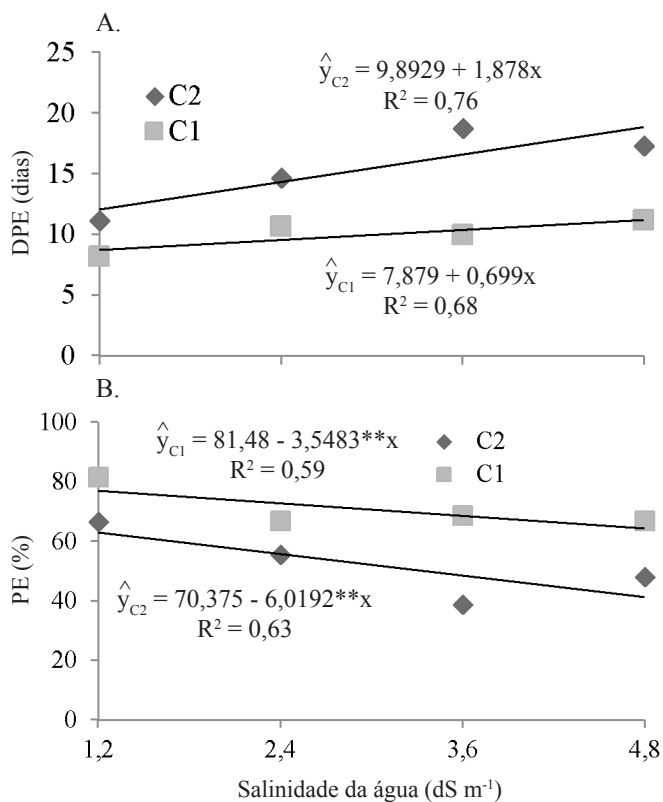 A.
25
20
15
10
5
0
DPE (dias)
C2
C1
ŷC2 = 9,8929 + 1,878x
R² = 0,76
ŷC1 = 7,879 + 0,699x
R² = 0,68
B.
100
80
60
40
20
0
PE (%)
ŷC1 = 81,48 - 3,5483**x
R² = 0,59
C2
C1
ŷC2 = 70,375 - 6,0192**x
R² = 0,63
1,2 2,4 3,6 4,8
Salinidade da água (dS m⁻¹)